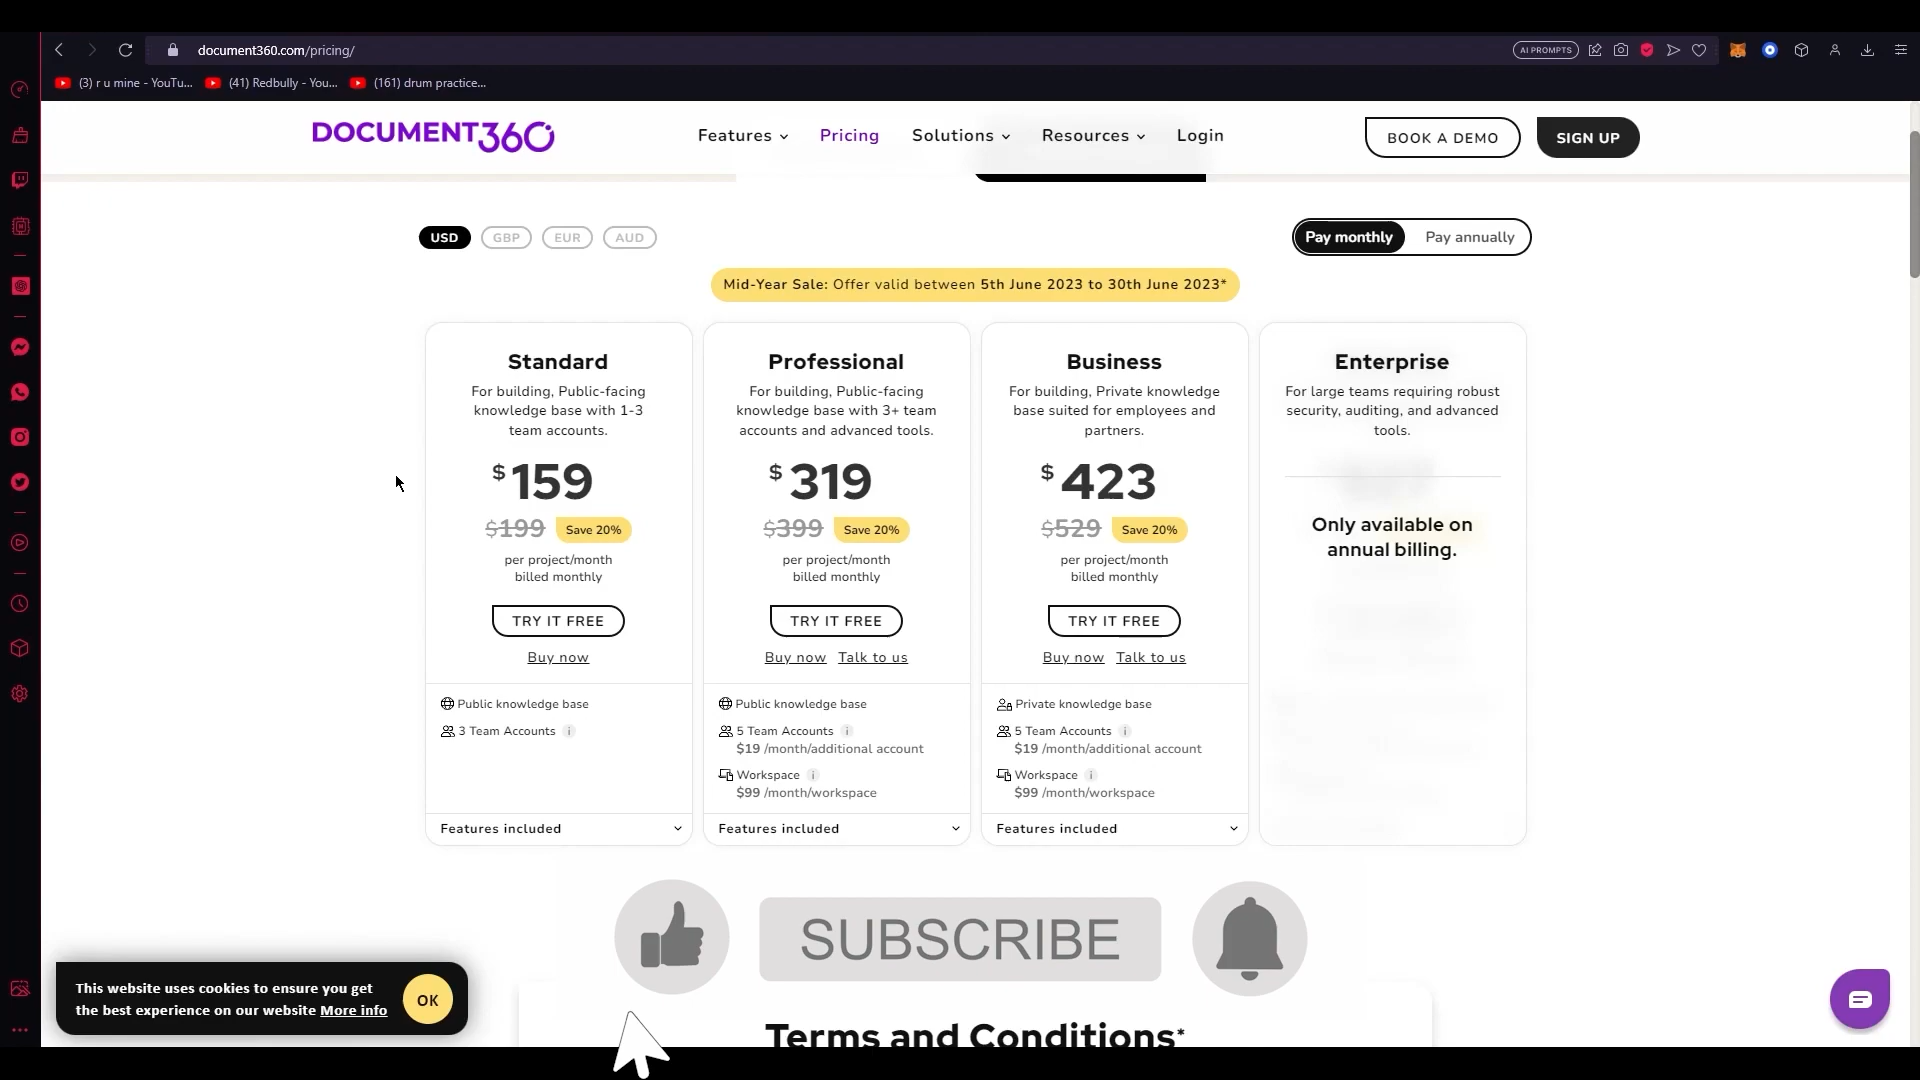 document360.com/pricing/
AI PROMPTS
(3) r u mine - YouTu...
(41) Redbully - You...
(161) drum practice...
DOCUMENT360
Features
Pricing
Solutions
Resources
Login
BOOK A DEMO
SIGN UP
USD
GBP
EUR
AUD
Pay monthly
Pay annually
Mid-Year Sale: Offer valid between 5th June 2023 to 30th June 2023*
Standard
For building, Public-facing
knowledge base with 1-3
team accounts.
$159
$199
Save 20%
per project/month
billed monthly
TRY IT FREE
Buy now
Public knowledge base
3 Team Accounts
Features included
Professional
For building, Public-facing
knowledge base with 3+ team
accounts and advanced tools.
$319
$399
Save 20%
per project/month
billed monthly
TRY IT FREE
Buy now Talk to us
Public knowledge base
5 Team Accounts
$19 /month/additional account
Workspace
$99 /month/workspace
Features included
Business
For building, Private knowledge
base suited for employees and
partners.
$423
$529
Save 20%
per project/month
billed monthly
TRY IT FREE
Buy now Talk to us
Private knowledge base
5 Team Accounts
$19 /month/additional account
Workspace
$99 /month/workspace
Features included
Enterprise
For large teams requiring robust
security, auditing, and advanced
tools.
Only available on
annual billing.
SUBSCRIBE
This website uses cookies to ensure you get
the best experience on our website More info
OK
Terms and Conditions*